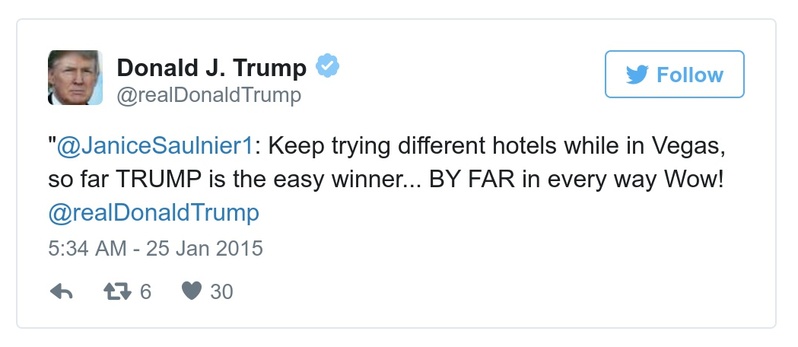 Donald J. Trump
@realDonaldTrump
Follow
"@JaniceSaulnier1: Keep trying different hotels while in Vegas,
so far TRUMP is the easy winner... BY FAR in every way Wow!
@realDonaldTrump
5:34 AM - 25 Jan 2015
6 30